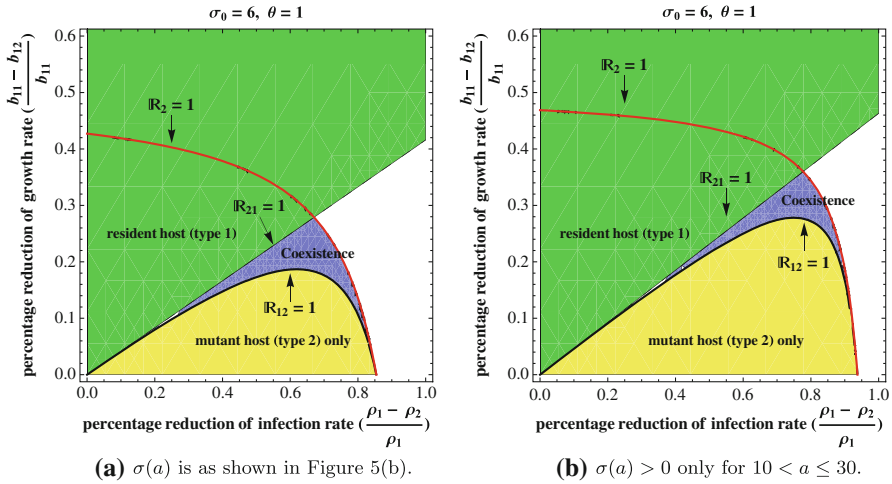 σ₀ = 6, θ = 1
percentage reduction of growth rate ( (b₁₁ − b₁₂) / b₁₁ )
0.6
0.5
0.4
0.3
0.2
0.1
0.0
ℝ₂ = 1
ℝ₂₁ = 1
resident host (type 1)
Coexistence
ℝ₁₂ = 1
mutant host (type 2) only
0.0 0.2 0.4 0.6 0.8 1.0
percentage reduction of infection rate ( (ρ₁ − ρ₂) / ρ₁ )
(a) σ(a) is as shown in Figure 5(b).
σ₀ = 6, θ = 1
percentage reduction of growth rate ( (b₁₁ − b₁₂) / b₁₁ )
0.6
0.5
0.4
0.3
0.2
0.1
0.0
ℝ₂ = 1
ℝ₂₁ = 1
Coexistence
resident host (type 1)
ℝ₁₂ = 1
mutant host (type 2) only
0.0 0.2 0.4 0.6 0.8 1.0
percentage reduction of infection rate ( (ρ₁ − ρ₂) / ρ₁ )
(b) σ(a) > 0 only for 10 < a ≤ 30.